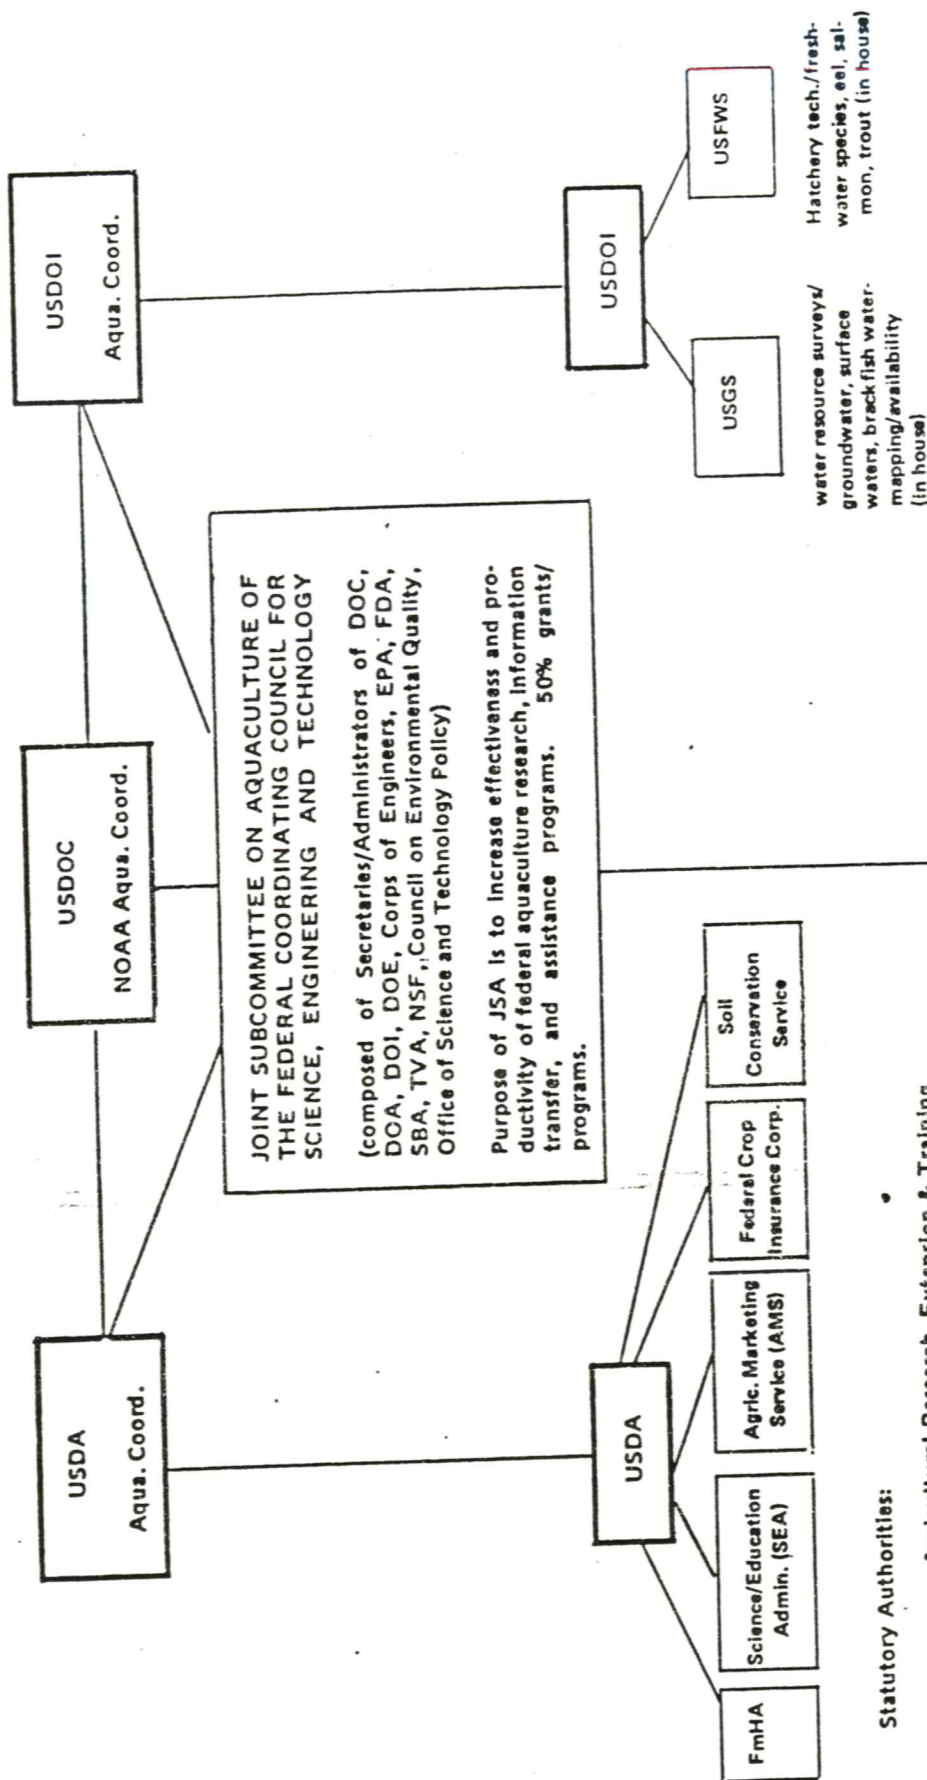 USDA
Aqua. Coord.
USDOC
NOAA Aqua. Coord.
USDOI
Aqua. Coord.
JOINT SUBCOMMITTEE ON AQUACULTURE OF
THE FEDERAL COORDINATING COUNCIL FOR
SCIENCE, ENGINEERING AND TECHNOLOGY
(composed of Secretaries/Administrators of DOC,
DOA, DOI, DOE, Corps of Engineers, EPA, FDA,
SBA, TVA, NSF, Council on Environmental Quality,
Office of Science and Technology Policy)
Purpose of JSA is to increase effectiveness and pro-
ductivity of federal aquaculture research, information
transfer, and assistance programs. 50% grants/
programs.
USDA
FmHA
Science/Education
Admin. (SEA)
Agric. Marketing
Service (AMS)
Federal Crop
Insurance Corp.
Soil
Conservation
Service
USDOI
USGS
USFWS
water resource surveys/
groundwater, surface
waters, brack fish water-
mapping/availability
(in house)
Hatchery tech./fresh-
water species, eel, sal-
mon, trout (in house)
Statutory Authorities:
Research, Extension & Training